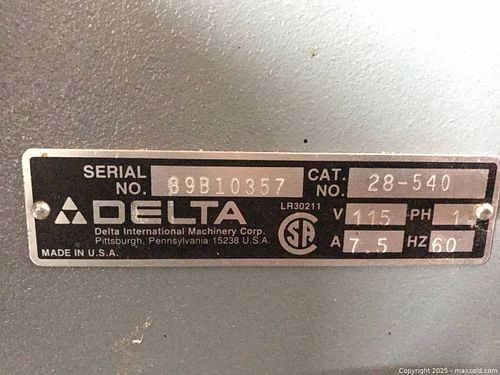 SERIAL NO. 89B10357 CAT. NO. 28-540
DELTA LR30211 V 115 PH 1
Delta International Machinery Corp.
Pittsburgh, Pennsylvania 15238 U.S.A. A 7.5 HZ 60
MADE IN U.S.A.
Copyright 2025 - maxsold.com